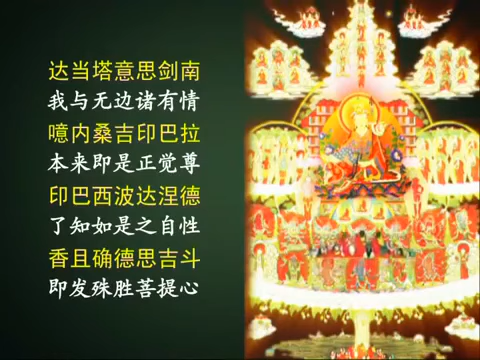 达当塔意思剑南
我与无边诸有情
噫内桑吉印巴拉
本来即是正觉尊
印巴西波达涅德
了知如是之自性
香且确德思吉斗
即发殊胜菩提心